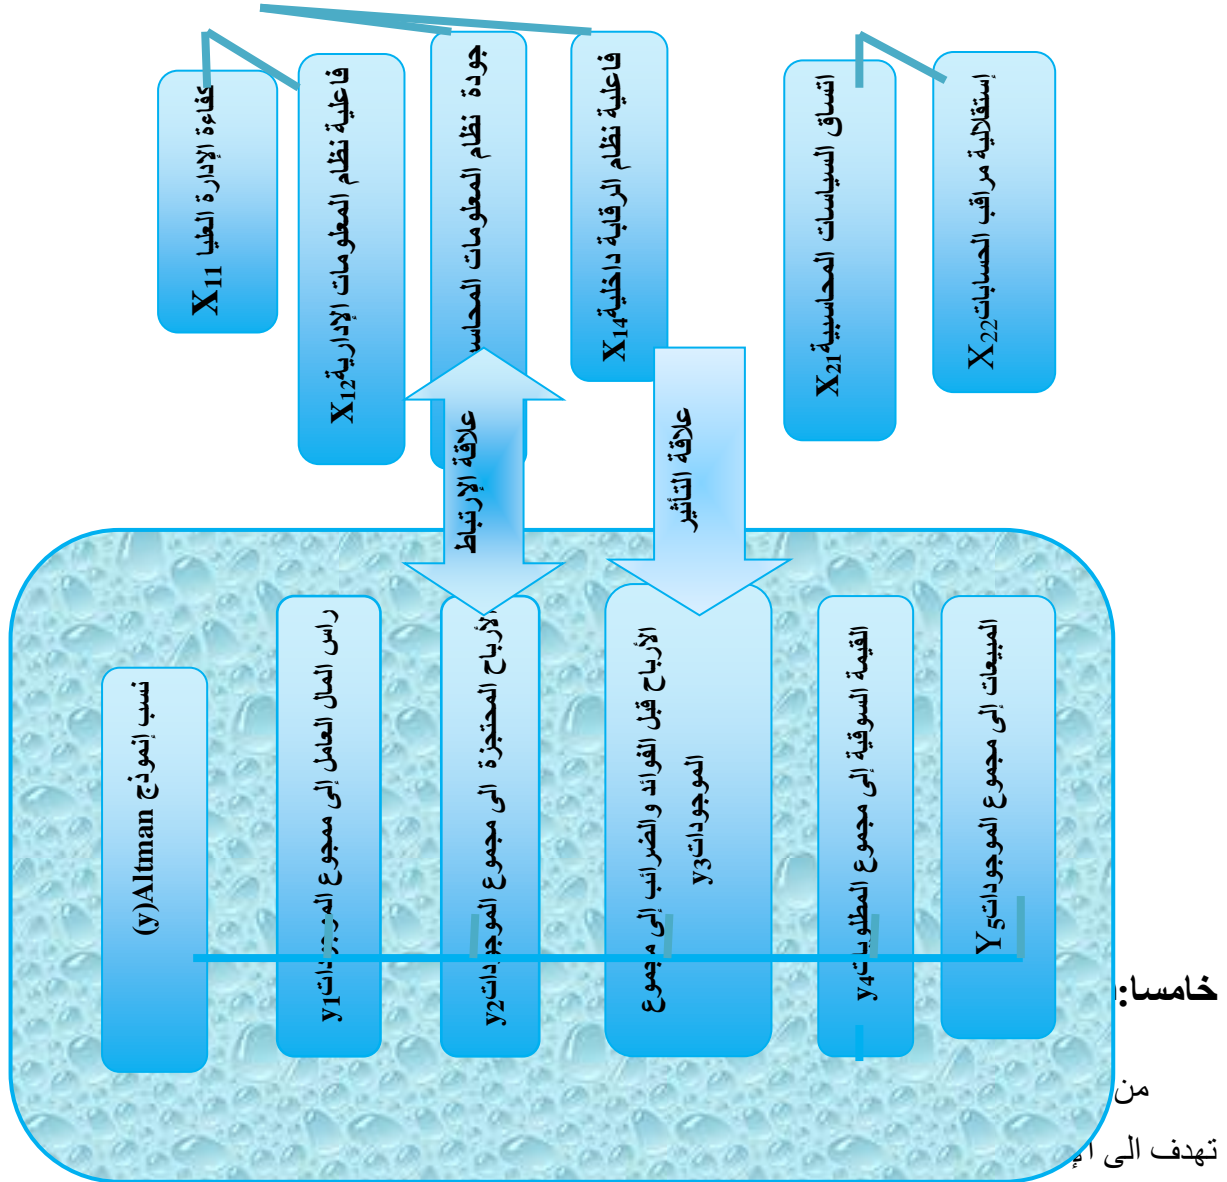 كفاءة الإدارة العليا X11
فاعلية نظام المعلومات الإدارية X12
جودة نظام المعلومات
فاعلية نظام الرقابة داخلية X14
اتساق السياسات المحاسبية X21
إستقلالية مراقب الحسابات X22
علاقة الإرتباط
علاقة التأثير
نسب إنموذج Altman(y)
راس المال العامل إلى ممجوع الموجودات y1
الأرباح المحتجزة الى مجموع الموجودات y2
الأرباح قبل الفوائد والضرائب إلى مجموع
الموجودات y3
القيمة السوقية إلى مجموع المطلوبات y4
المبيعات إلى مجموع الموجودات Y5
خامسا:
من
تهدف الى